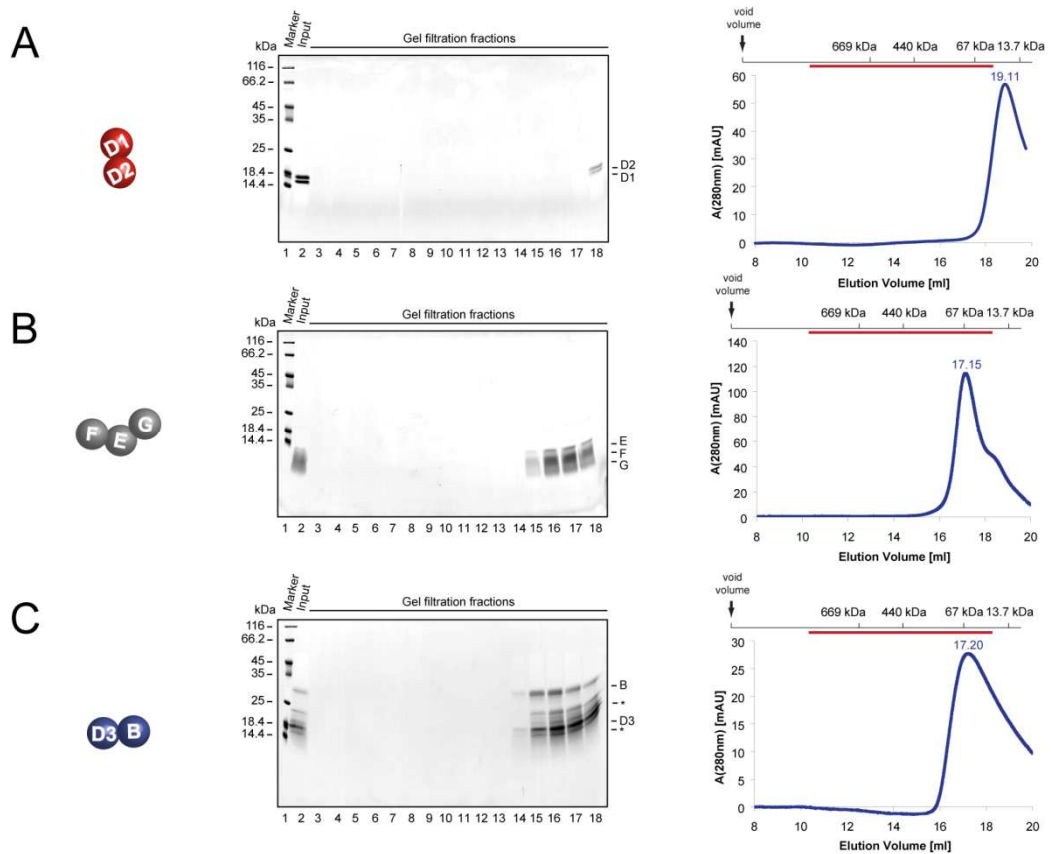 A
D1
D2
kDa
Marker
Input
Gel filtration fractions
116
66.2
45
35
25
18.4
14.4
D2
D1
1 2 3 4 5 6 7 8 9 10 11 12 13 14 15 16 17 18
void
volume
669 kDa 440 kDa 67 kDa 13.7 kDa
19.11
A(280nm) [mAU]
60
50
40
30
20
10
0
8 10 12 14 16 18 20
Elution Volume [ml]
B
F E G
kDa
Marker
Input
Gel filtration fractions
116
66.2
45
35
25
18.4
14.4
E
F
G
1 2 3 4 5 6 7 8 9 10 11 12 13 14 15 16 17 18
void
volume
669 kDa 440 kDa 67 kDa 13.7 kDa
17.15
A(280nm) [mAU]
140
120
100
80
60
40
20
0
8 10 12 14 16 18 20
Elution Volume [ml]
C
D3 B
kDa
Marker
Input
Gel filtration fractions
116
66.2
45
35
25
18.4
14.4
B
*
D3
*
1 2 3 4 5 6 7 8 9 10 11 12 13 14 15 16 17 18
void
volume
669 kDa 440 kDa 67 kDa 13.7 kDa
17.20
A(280nm) [mAU]
30
25
20
15
10
5
0
8 10 12 14 16 18 20
Elution Volume [ml]